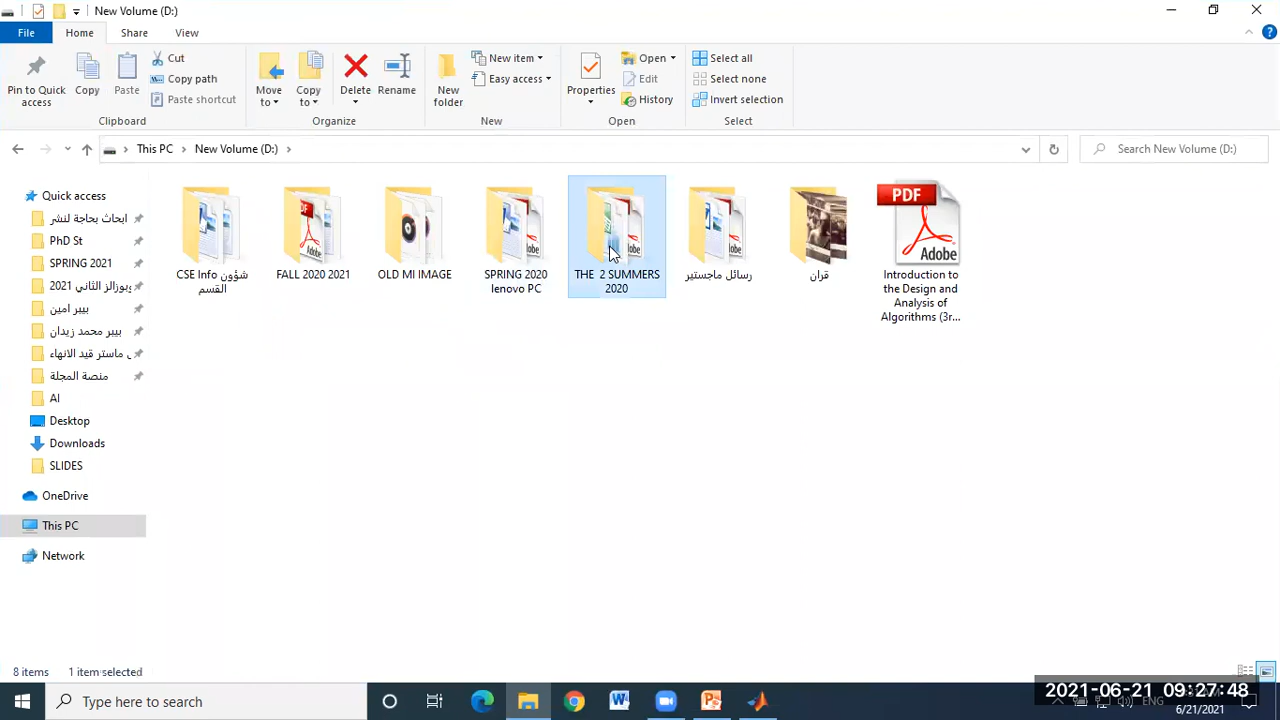 New Volume (D:)
File
Home
Share
View
Pin to Quick access
Copy
Paste
Cut
Copy path
Paste shortcut
Move to
Copy to
Delete
Rename
New folder
New item
Easy access
Properties
Open
Edit
History
Select all
Select none
Invert selection
Clipboard
Organize
New
Open
Select
This PC
New Volume (D:)
Search New Volume (D:)
Quick access
ابحاث بحاجة لنشر
PhD St
SPRING 2021
الثاني 2021
بيبر امين
بيبر محمد زيدان
ماستر قيد الانهاء
منصة المجلة
AI
Desktop
Downloads
SLIDES
OneDrive
This PC
Network
CSE Info شؤون
القسم
FALL 2020 2021
OLD MI IMAGE
SPRING 2020
lenovo PC
THE 2 SUMMERS
2020
رسائل ماجستير
قران
PDF
Adobe
Introduction to
the Design and
Analysis of
Algorithms (3r...
8 items
1 item selected
Type here to search
2021-06-21 09:27:48
ENG
6/21/2021